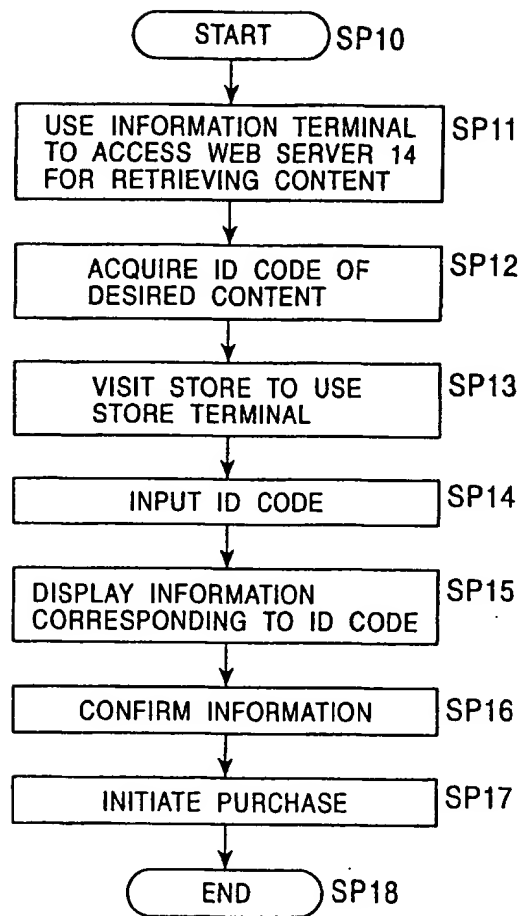 START SP10
USE INFORMATION TERMINAL SP11
TO ACCESS WEB SERVER 14
FOR RETRIEVING CONTENT
ACQUIRE ID CODE OF SP12
DESIRED CONTENT
VISIT STORE TO USE SP13
STORE TERMINAL
INPUT ID CODE SP14
DISPLAY INFORMATION SP15
CORRESPONDING TO ID CODE
CONFIRM INFORMATION SP16
INITIATE PURCHASE SP17
END SP18